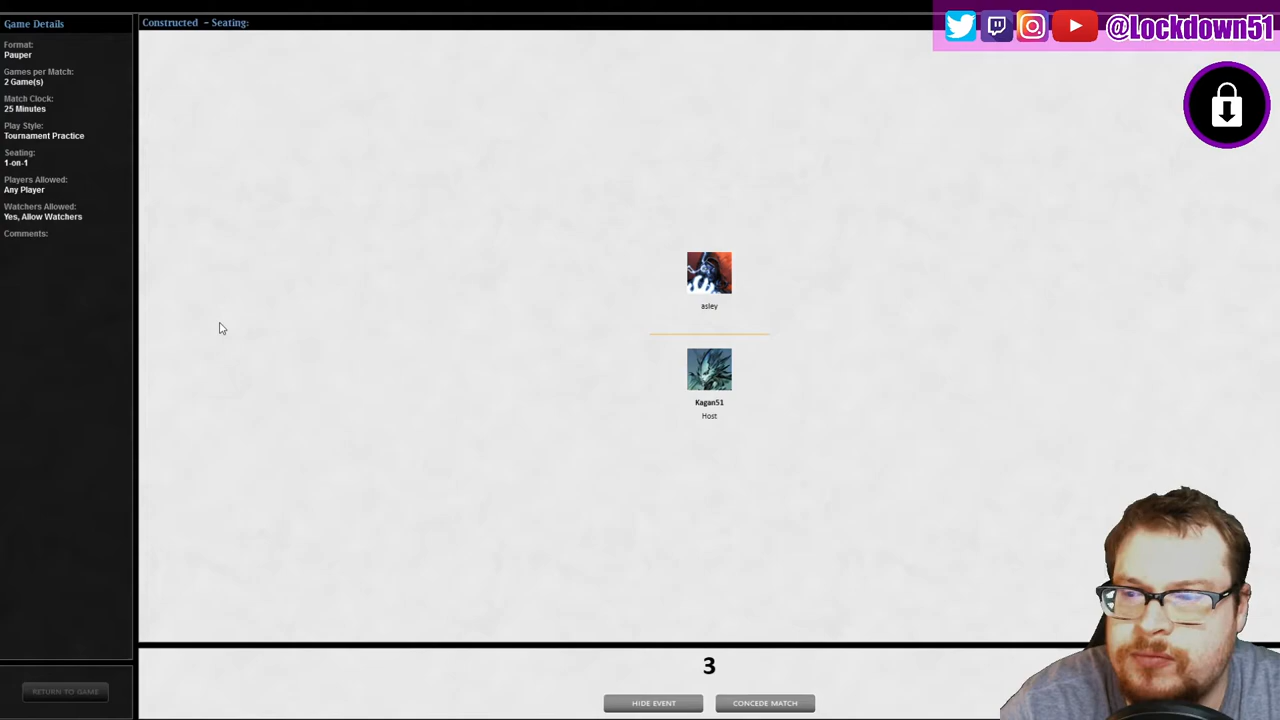 Game Details
Format:
Pauper
Games per Match:
2 Game(s)
Match Clock:
25 Minutes
Play Style:
Tournament Practice
Seating:
1-on-1
Players Allowed:
Any Player
Watchers Allowed:
Yes, Allow Watchers
Comments:
RETURN TO GAME
Constructed - Seating:
@Lockdown51
asley
Kagan51
Host
3
HIDE EVENT
CONCEDE MATCH